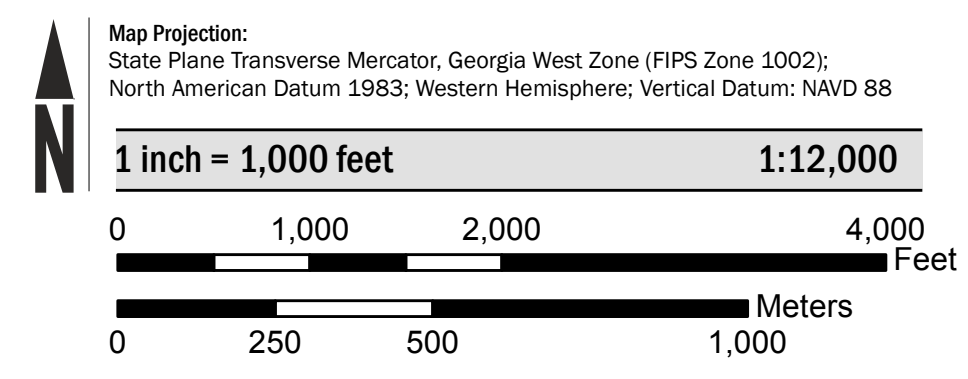 Map Projection:
State Plane Transverse Mercator, Georgia West Zone (FIPS Zone 1002);
North American Datum 1983; Western Hemisphere; Vertical Datum: NAVD 88
N
1 inch = 1,000 feet 1:12,000
0 1,000 2,000 4,000
Feet
Meters
0 250 500 1,000